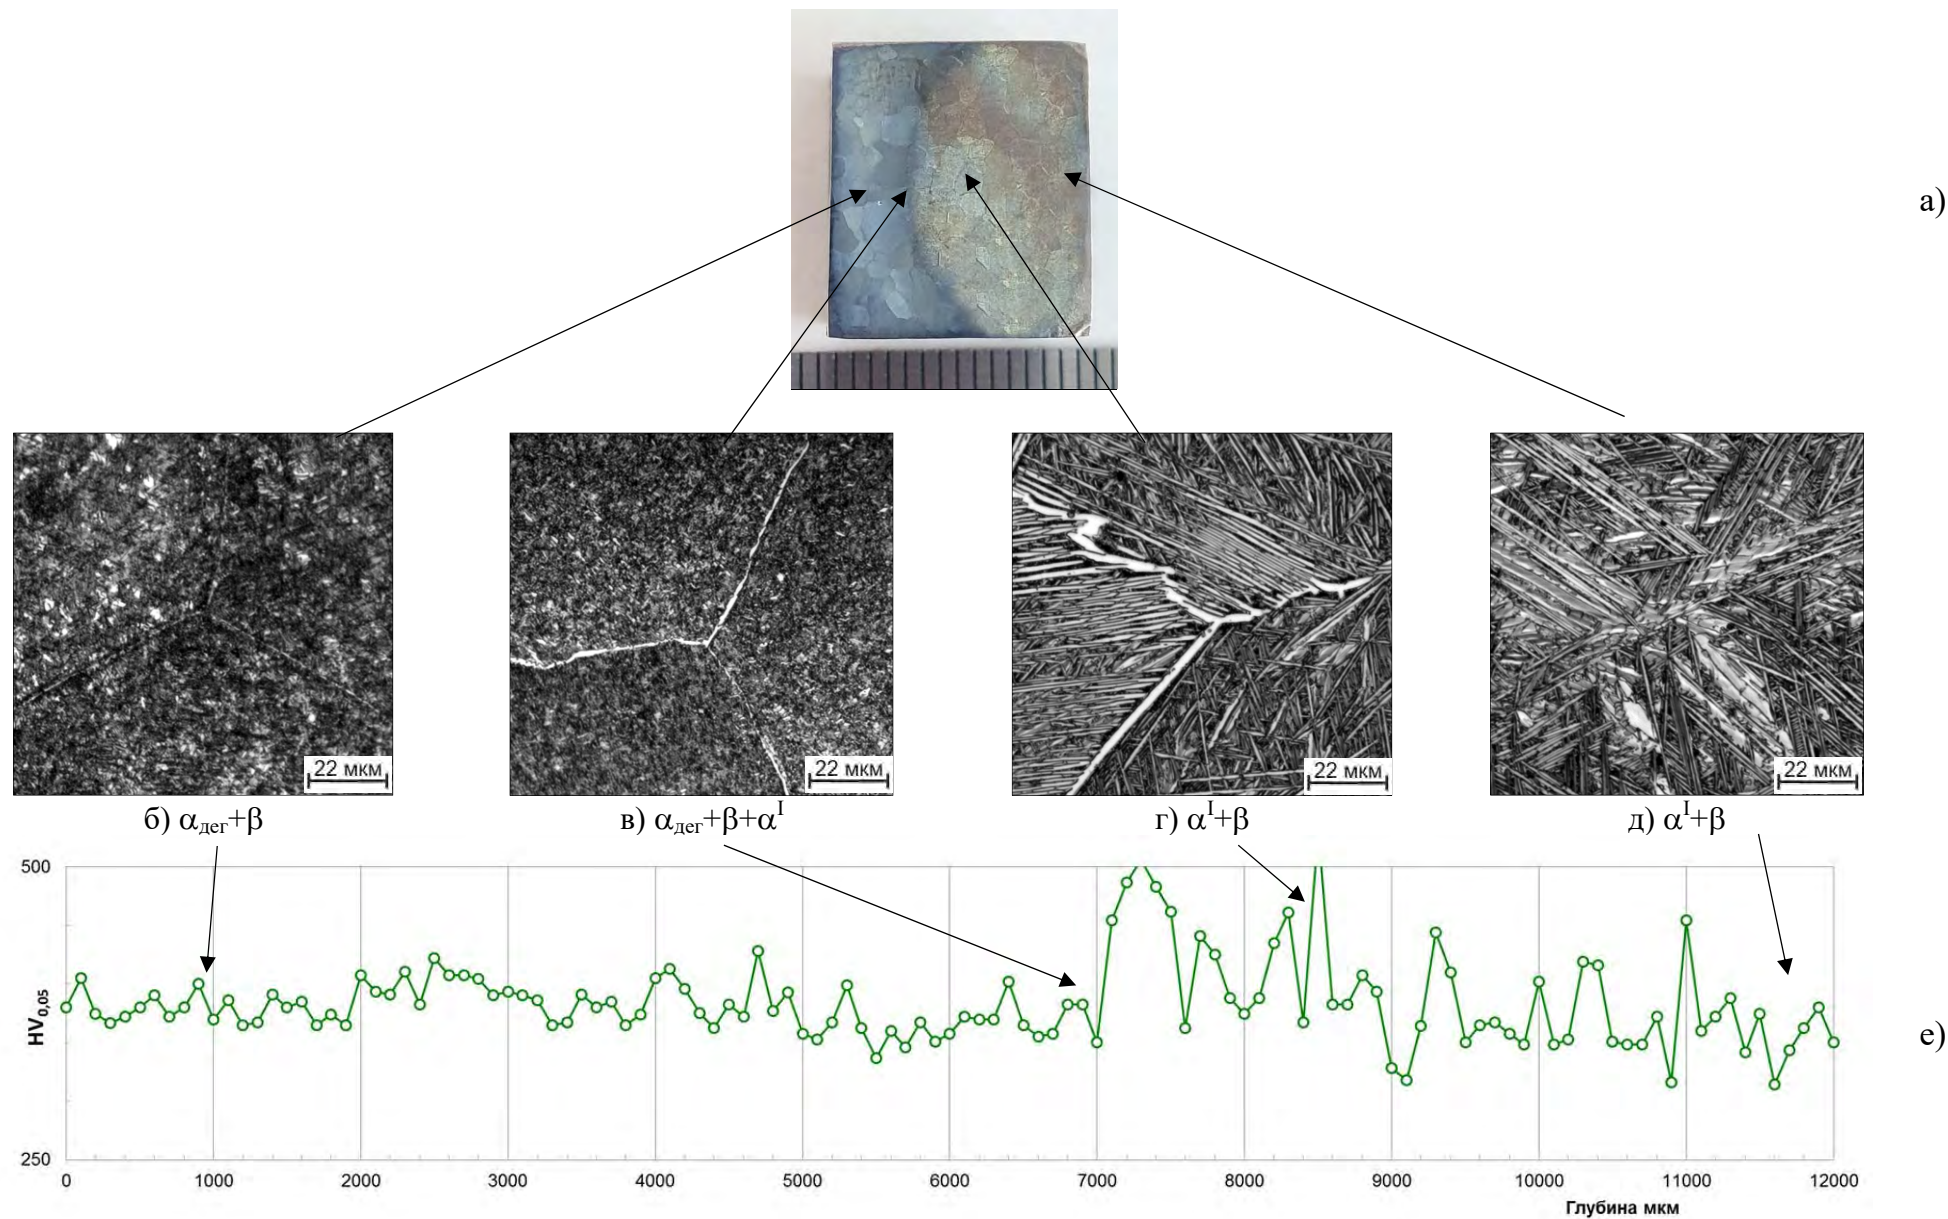 а)
22 мкм
22 мкм
22 мкм
22 мкм
б) αдег+β
в) αдег+β+αI
г) αI+β
д) αI+β
500
HV0,05
е)
250
0 1000 2000 3000 4000 5000 6000 7000 8000 9000 10000 11000 12000
Глубина мкм